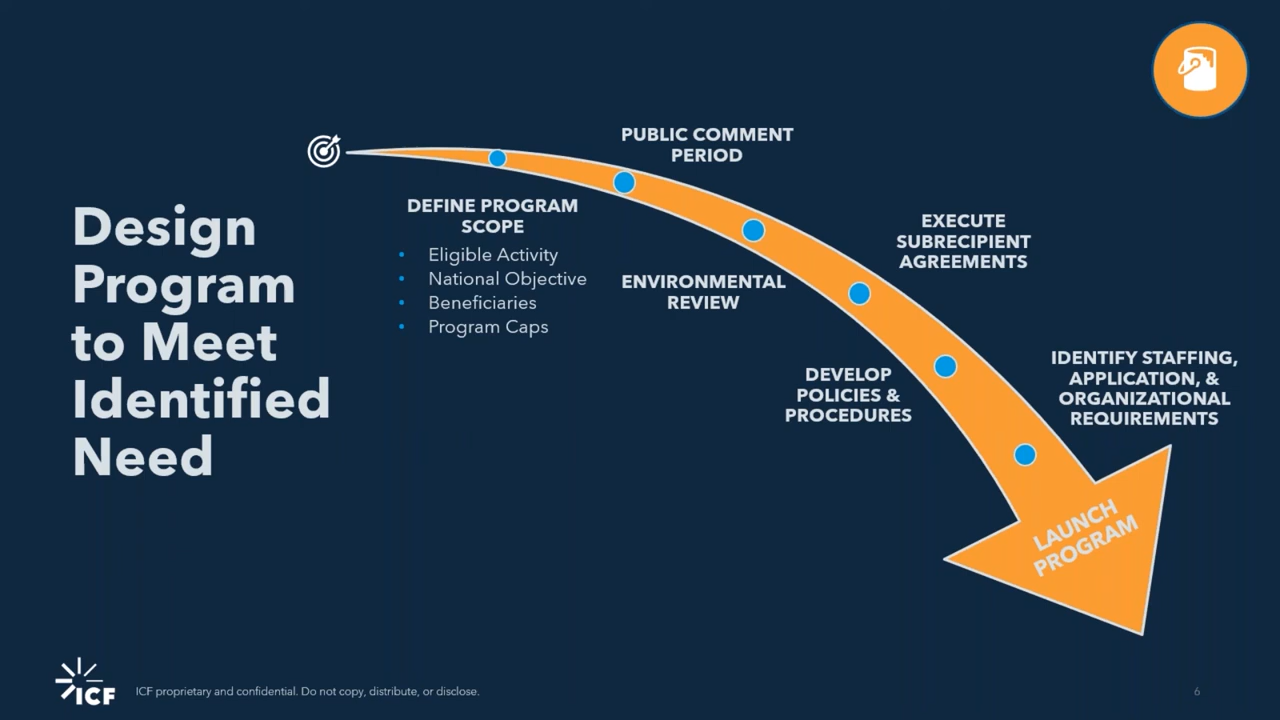 Design
Program
to Meet
Identified
Need
DEFINE PROGRAM
SCOPE
• Eligible Activity
• National Objective
• Beneficiaries
• Program Caps
PUBLIC COMMENT
PERIOD
ENVIRONMENTAL
REVIEW
EXECUTE
SUBRECIPIENT
AGREEMENTS
DEVELOP
POLICIES &
PROCEDURES
IDENTIFY STAFFING,
APPLICATION, &
ORGANIZATIONAL
REQUIREMENTS
LAUNCH
PROGRAM
ICF
ICF proprietary and confidential. Do not copy, distribute, or disclose.
6